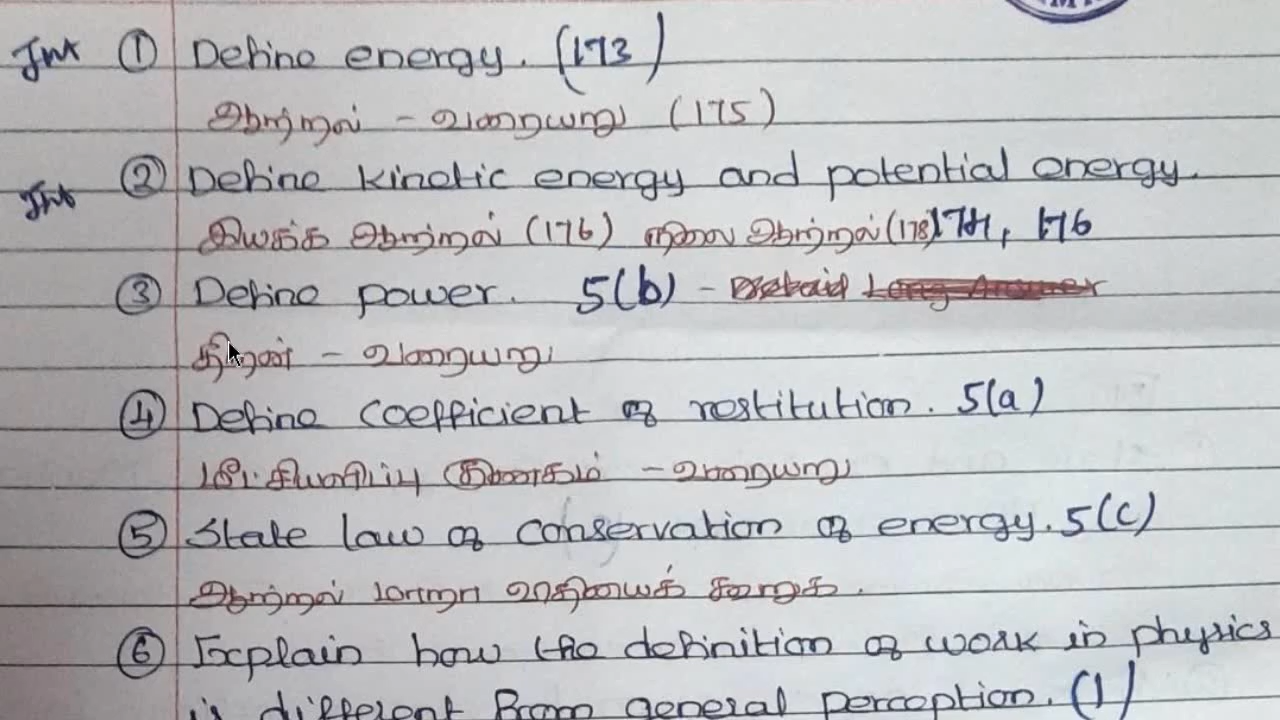 Imt ① Define energy. (173)
ஆற்றல் - வரையறு (175)
Imt ② Define kinetic energy and potential energy.
இயக்க ஆற்றல் (176) நிலை ஆற்றல் (178) 174, 176
③ Define power. 5(b) - Long Answer
திறன் - வரையறு
④ Define coefficient of restitution. 5(a)
மீட்சியளிப்பு குணகம் - வரையறு
⑤ State law of conservation of energy. 5(c)
ஆற்றல் மாறா விதியைக் கூறுக.
⑥ Explain how the definition of work in physics
is different from general perception. (1)